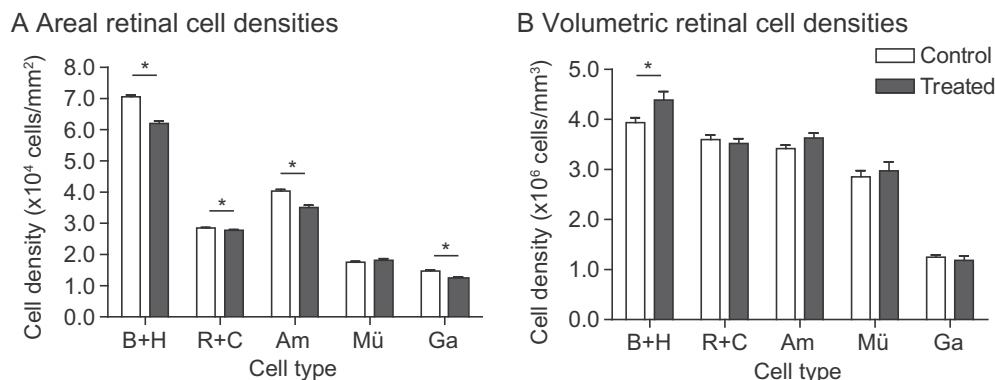 A Areal retinal cell densities
Cell density (x10⁴ cells/mm²)
8.0
7.0
6.0
5.0
4.0
3.0
2.0
1.0
0.0
*
*
*
*
B+H R+C Am Mü Ga
Cell type
B Volumetric retinal cell densities
Control
Treated
Cell density (x10⁶ cells/mm³)
5.0
4.0
3.0
2.0
1.0
0.0
*
B+H R+C Am Mü Ga
Cell type